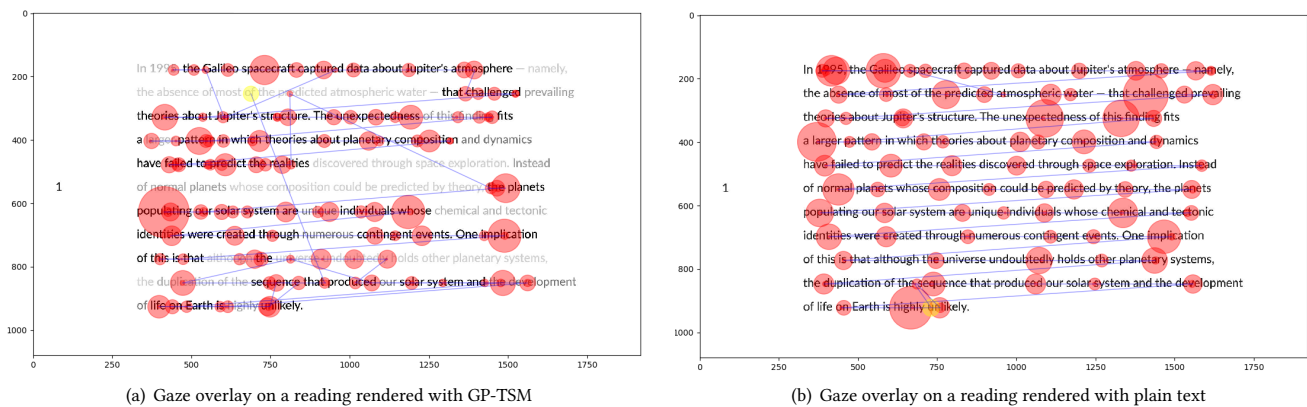 0
200
In 1995, the Galileo spacecraft captured data about Jupiter's atmosphere — namely,
the absence of most of the predicted atmospheric water — that challenged prevailing
theories about Jupiter's structure. The unexpectedness of this finding fits
400
a larger pattern in which theories about planetary composition and dynamics
have failed to predict the realities discovered through space exploration. Instead
1
of normal planets whose composition could be predicted by theory, the planets
600
populating our solar system are unique individuals whose chemical and tectonic
identities were created through numerous contingent events. One implication
of this is that although the universe undoubtedly holds other planetary systems,
800
the duplication of the sequence that produced our solar system and the development
of life on Earth is highly unlikely.
1000
0 250 500 750 1000 1250 1500 1750
(a) Gaze overlay on a reading rendered with GP-TSM
0
200
In 1995, the Galileo spacecraft captured data about Jupiter's atmosphere — namely,
the absence of most of the predicted atmospheric water — that challenged prevailing
theories about Jupiter's structure. The unexpectedness of this finding fits
400
a larger pattern in which theories about planetary composition and dynamics
have failed to predict the realities discovered through space exploration. Instead
1
of normal planets whose composition could be predicted by theory, the planets
600
populating our solar system are unique individuals whose chemical and tectonic
identities were created through numerous contingent events. One implication
of this is that although the universe undoubtedly holds other planetary systems,
800
the duplication of the sequence that produced our solar system and the development
of life on Earth is highly unlikely.
1000
0 250 500 750 1000 1250 1500 1750
(b) Gaze overlay on a reading rendered with plain text